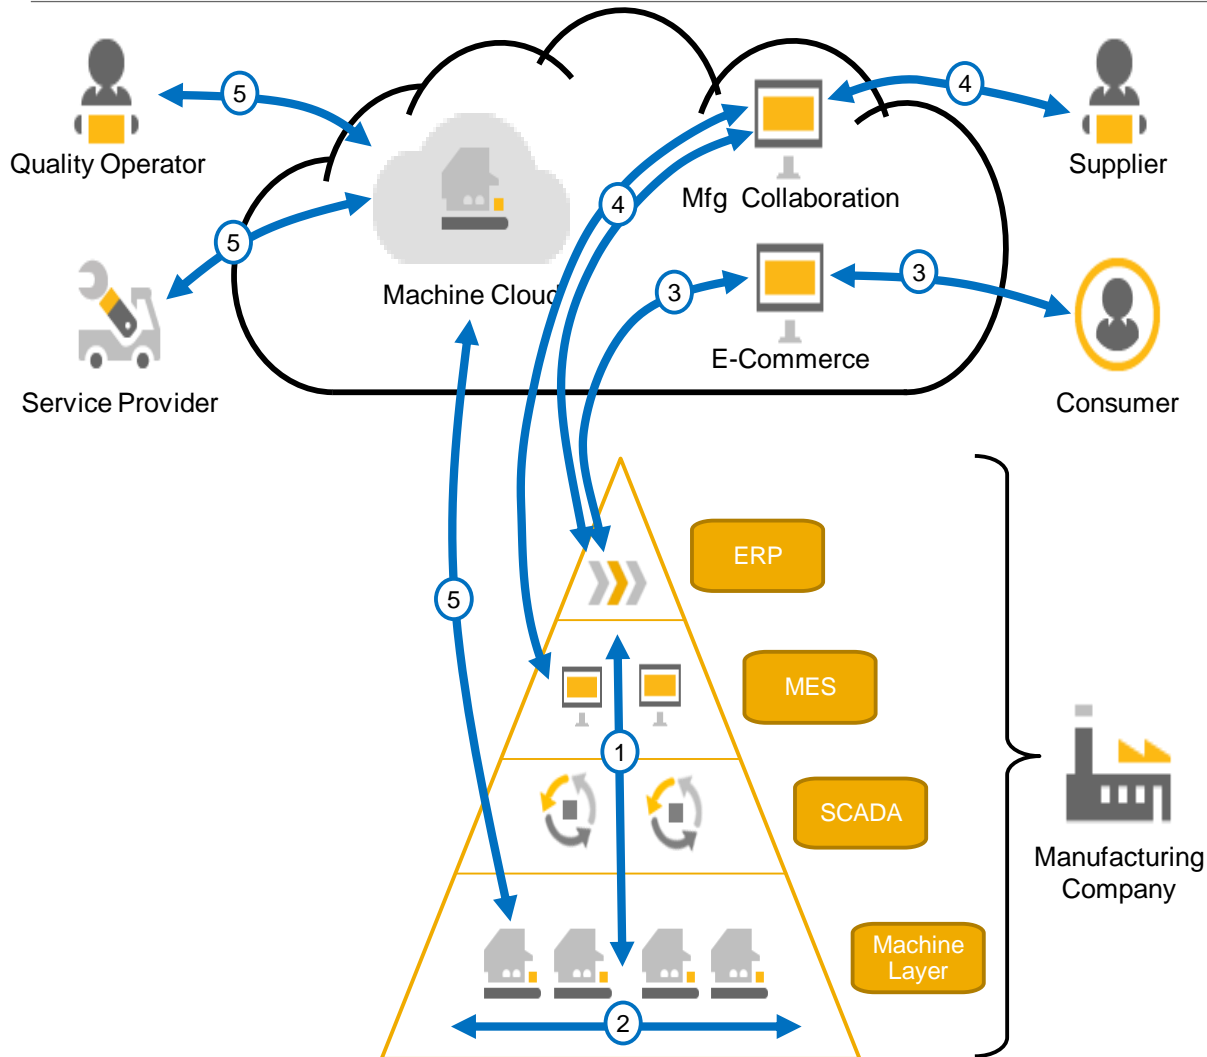 5
4
Quality Operator
Supplier
4
Mfg Collaboration
5
3
3
Machine Cloud
E-Commerce
Service Provider
Consumer
ERP
5
MES
1
SCADA
Manufacturing
Company
Machine
Layer
2